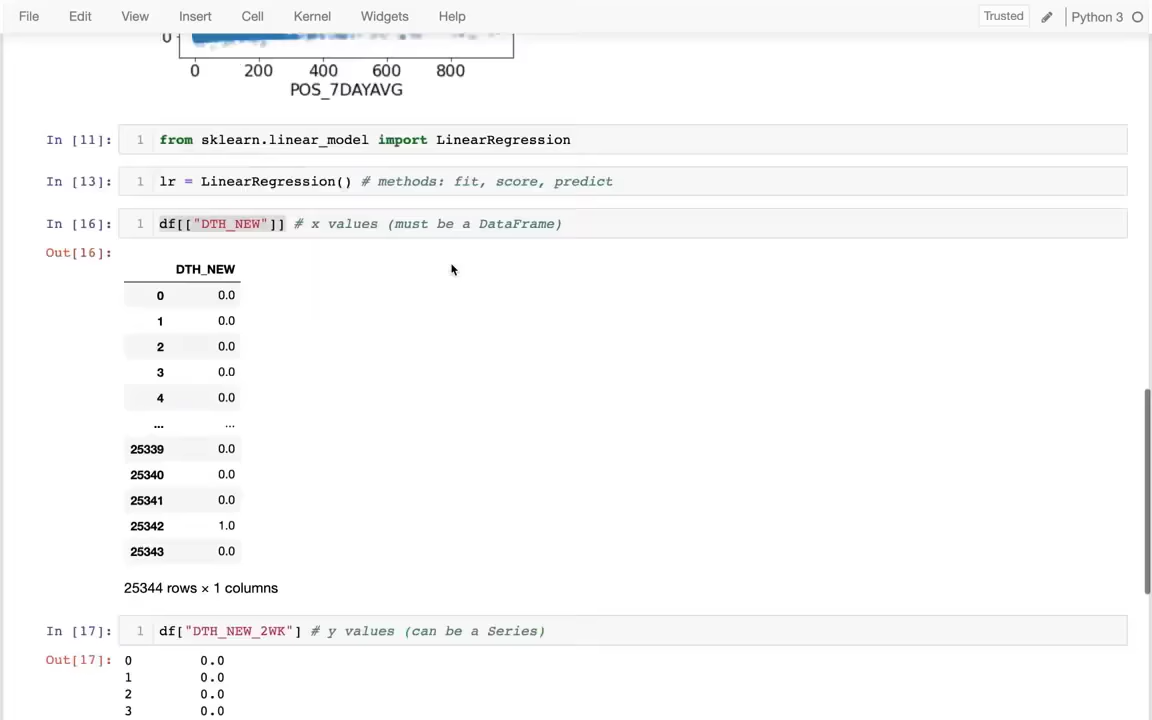 File Edit View Insert Cell Kernel Widgets Help Trusted Python 3
0
0 200 400 600 800
POS_7DAYAVG
In [11]: 1 from sklearn.linear_model import LinearRegression
In [13]: 1 lr = LinearRegression() # methods: fit, score, predict
In [16]: 1 df[["DTH_NEW"]] # x values (must be a DataFrame)
Out[16]:
DTH_NEW
0 0.0
1 0.0
2 0.0
3 0.0
4 0.0
... ...
25339 0.0
25340 0.0
25341 0.0
25342 1.0
25343 0.0
25344 rows × 1 columns
In [17]: 1 df["DTH_NEW_2WK"] # y values (can be a Series)
Out[17]: 0 0.0
1 0.0
2 0.0
3 0.0